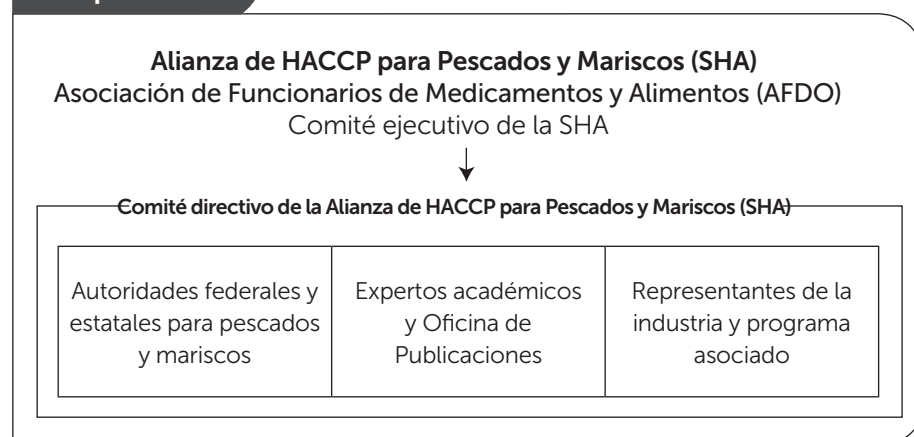 Alianza de HACCP para Pescados y Mariscos (SHA)
Asociación de Funcionarios de Medicamentos y Alimentos (AFDO)
Comité ejecutivo de la SHA
Comité directivo de la Alianza de HACCP para Pescados y Mariscos (SHA)
Autoridades federales y
estatales para pescados
y mariscos
Expertos académicos
y Oficina de
Publicaciones
Representantes de la
industria y programa
asociado